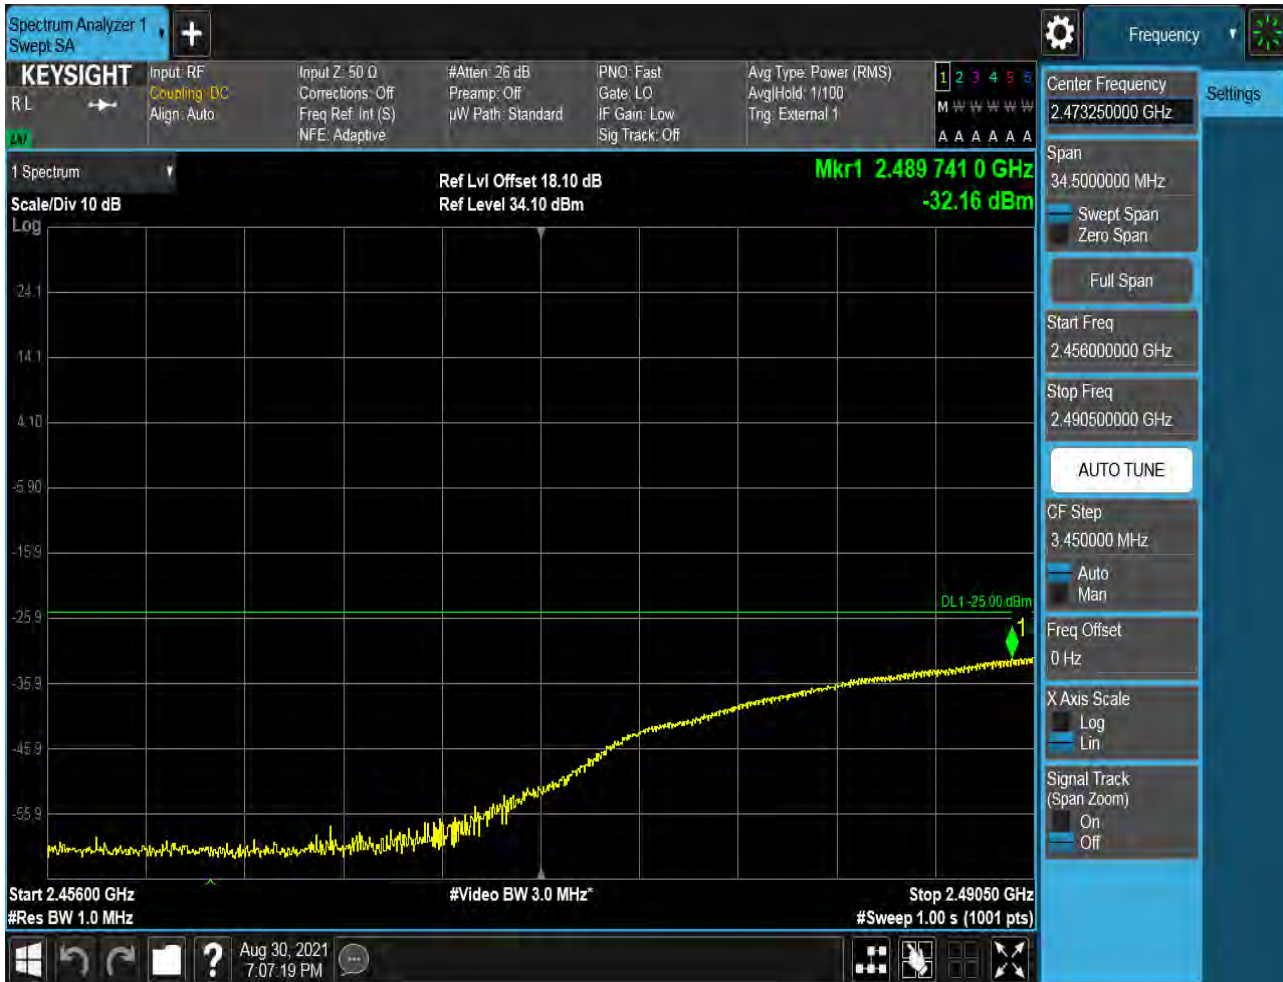 Spectrum Analyzer 1
Swept SA
Frequency
KEYSIGHT
RL
LNI
Input: RF
Coupling: DC
Align: Auto
Input Z: 50 Ω
Corrections: Off
Freq Ref: Int (S)
NFE: Adaptive
#Atten: 26 dB
Preamp: Off
µW Path: Standard
PNO: Fast
Gate: LO
IF Gain: Low
Sig Track: Off
Avg Type: Power (RMS)
Avg|Hold: 1/100
Trig: External 1
1 2 3 4 5 6
M W W W W W
A A A A A A
1 Spectrum
Scale/Div 10 dB
Log
Ref Lvl Offset 18.10 dB
Ref Level 34.10 dBm
Mkr1 2.489 741 0 GHz
-32.16 dBm
24.1
14.1
4.10
-5.90
-15.9
-25.9
-35.9
-45.9
-55.9
DL1 -25.00 dBm
1
Start 2.45600 GHz
#Res BW 1.0 MHz
#Video BW 3.0 MHz*
Stop 2.49050 GHz
#Sweep 1.00 s (1001 pts)
Center Frequency
2.473250000 GHz
Settings
Span
34.5000000 MHz
Swept Span
Zero Span
Full Span
Start Freq
2.456000000 GHz
Stop Freq
2.490500000 GHz
AUTO TUNE
CF Step
3.450000 MHz
Auto
Man
Freq Offset
0 Hz
X Axis Scale
Log
Lin
Signal Track
(Span Zoom)
On
Off
?
Aug 30, 2021
7:07:19 PM